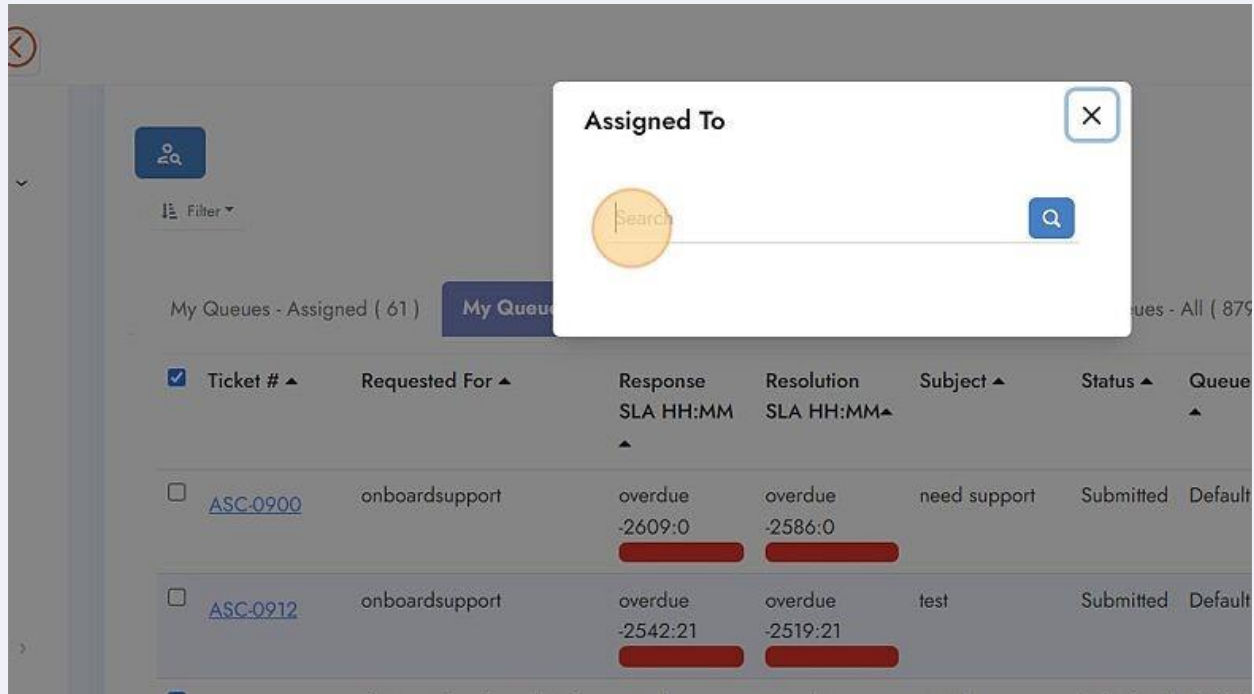 Assigned To
Search
Filter
My Queues - Assigned ( 61 ) My Queue ues - All ( 879
Ticket # Requested For Response SLA HH:MM Resolution SLA HH:MM Subject Status Queue
ASC-0900 onboardsupport overdue -2609:0 overdue -2586:0 need support Submitted Default
ASC-0912 onboardsupport overdue -2542:21 overdue -2519:21 test Submitted Default